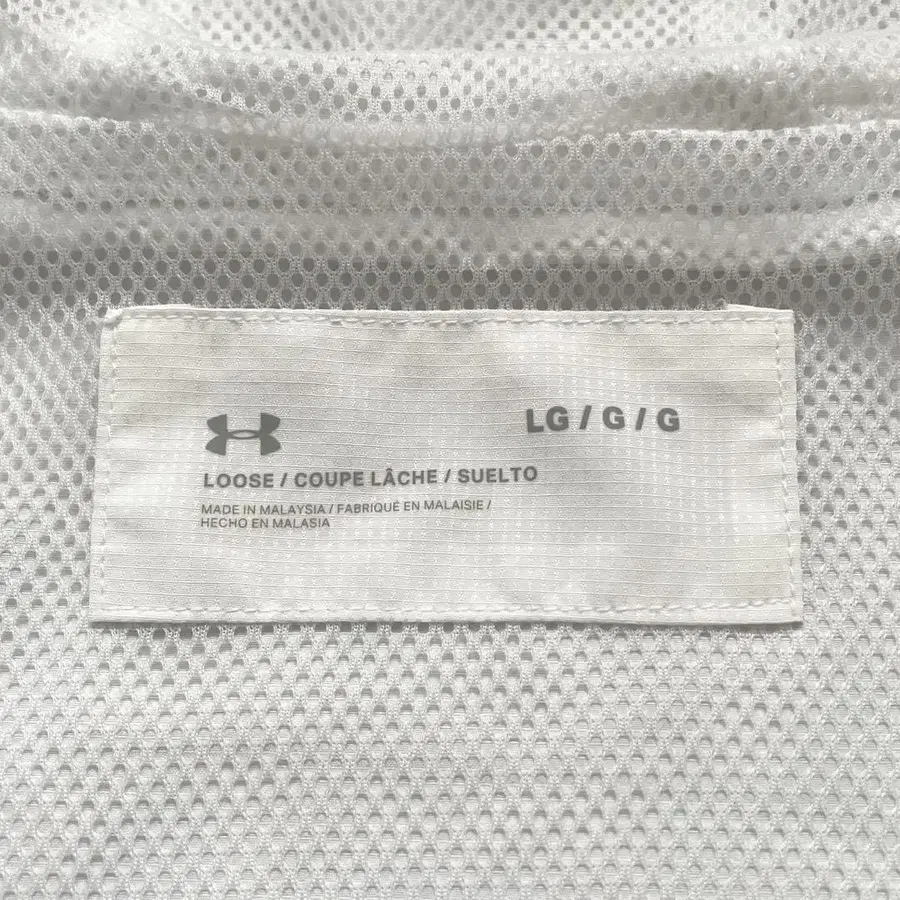 LG / G / G
LOOSE / COUPE LÂCHE / SUELTO
MADE IN MALAYSIA / FABRIQUÉ EN MALAISIE /
HECHO EN MALASIA